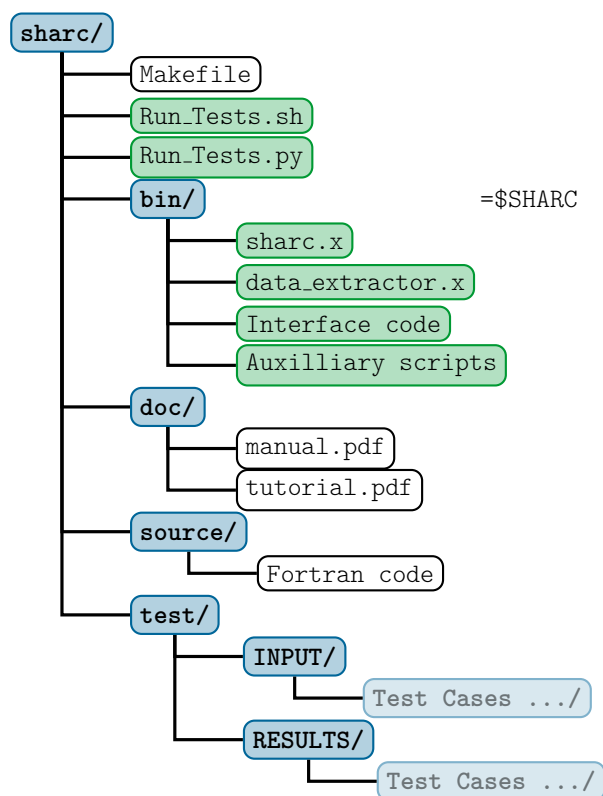 sharc/
Makefile
Run_Tests.sh
Run_Tests.py
bin/ =$SHARC
sharc.x
data_extractor.x
Interface code
Auxilliary scripts
doc/
manual.pdf
tutorial.pdf
source/
Fortran code
test/
INPUT/
Test Cases .../
RESULTS/
Test Cases .../